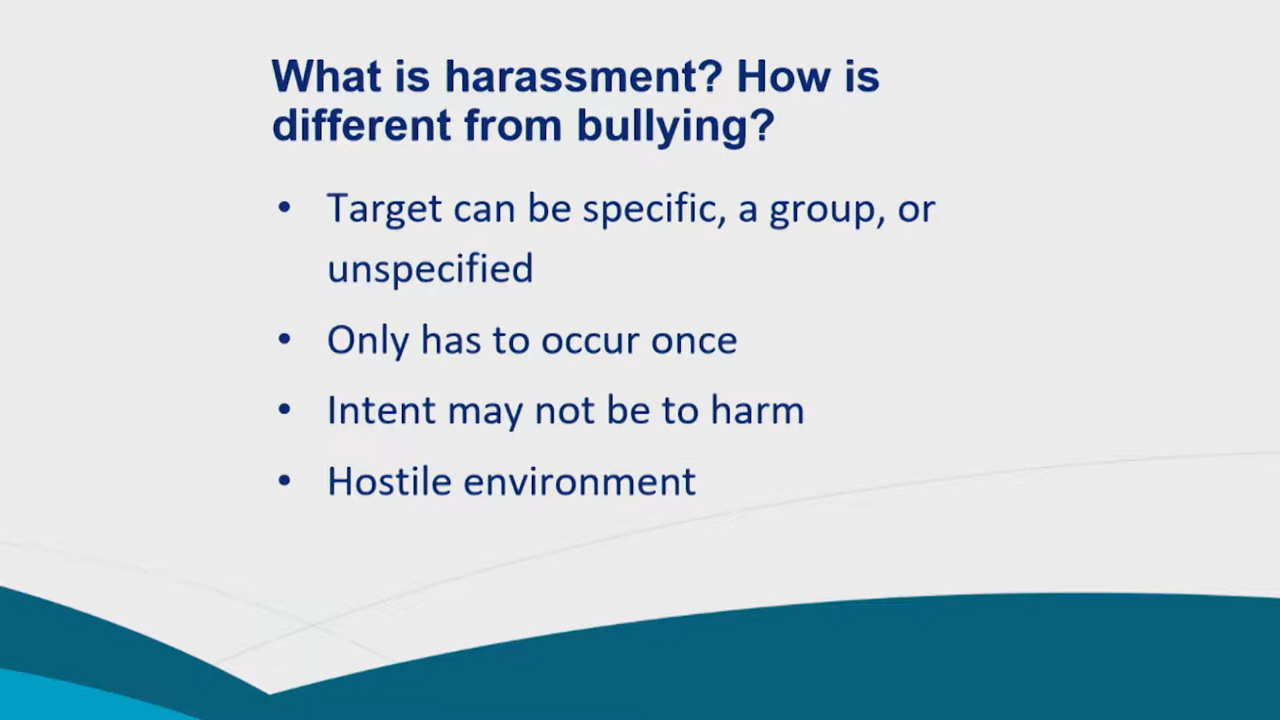 What is harassment? How is
different from bullying?
• Target can be specific, a group, or
unspecified
• Only has to occur once
• Intent may not be to harm
• Hostile environment